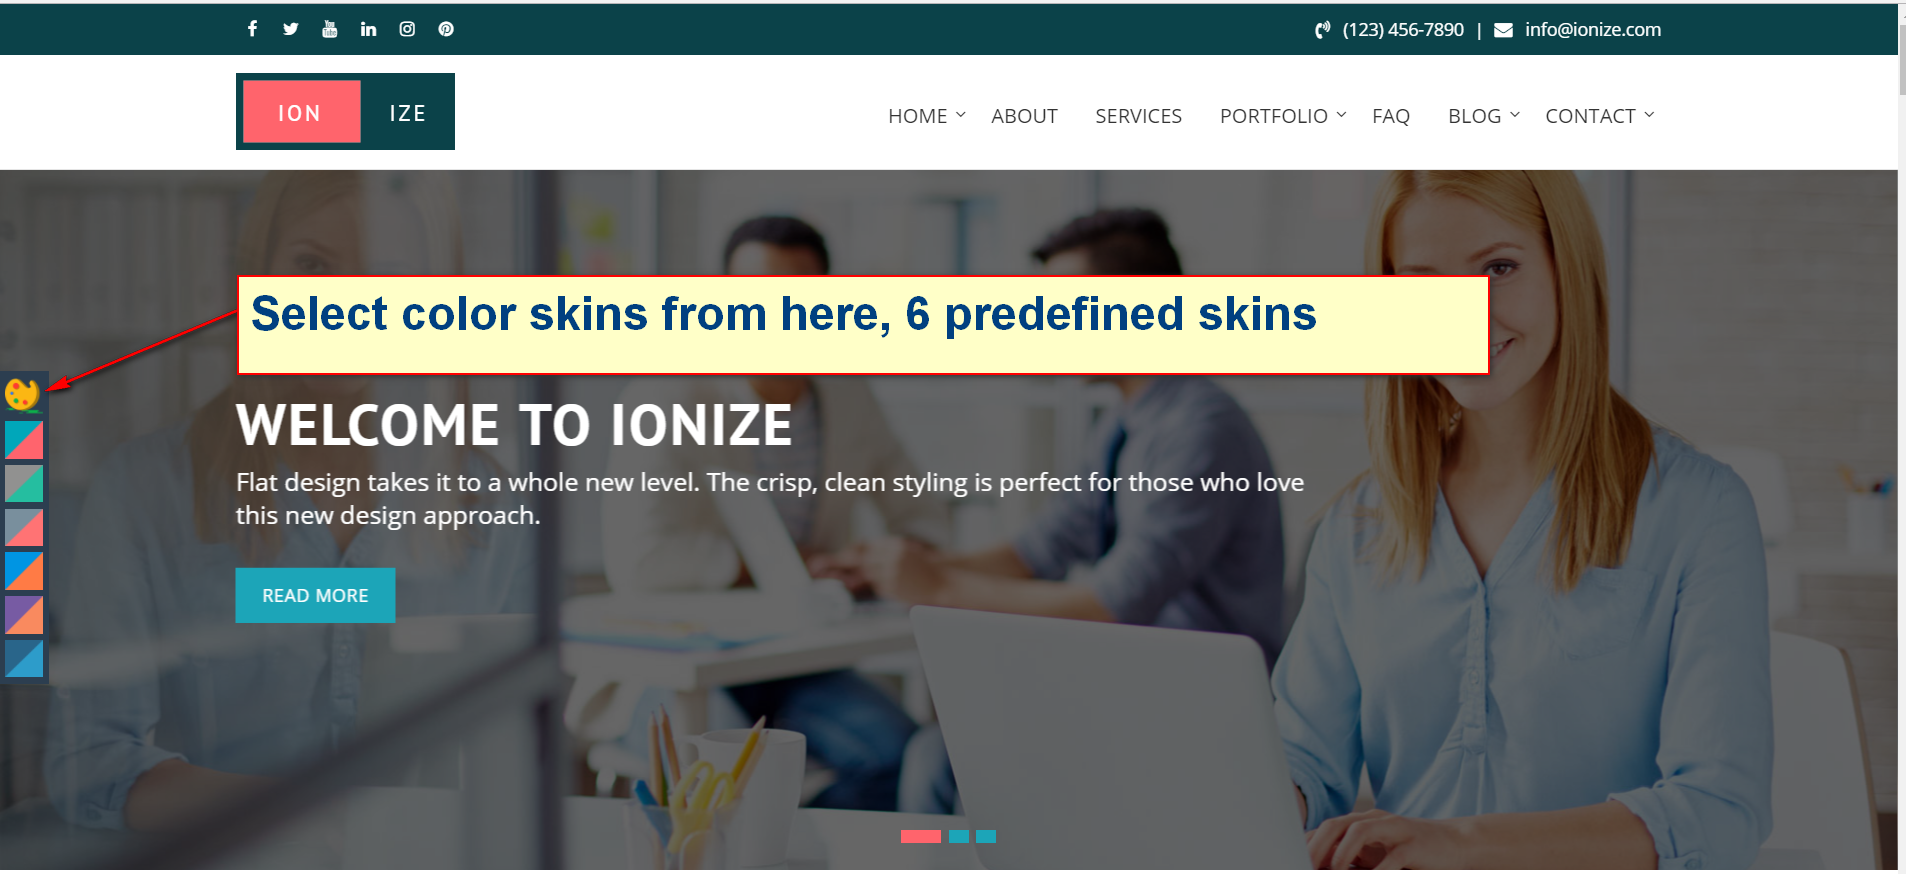 (123) 456-7890 | info@ionize.com
ION IZE
HOME ABOUT SERVICES PORTFOLIO FAQ BLOG CONTACT
Select color skins from here, 6 predefined skins
WELCOME TO IONIZE
Flat design takes it to a whole new level. The crisp, clean styling is perfect for those who love
this new design approach.
READ MORE